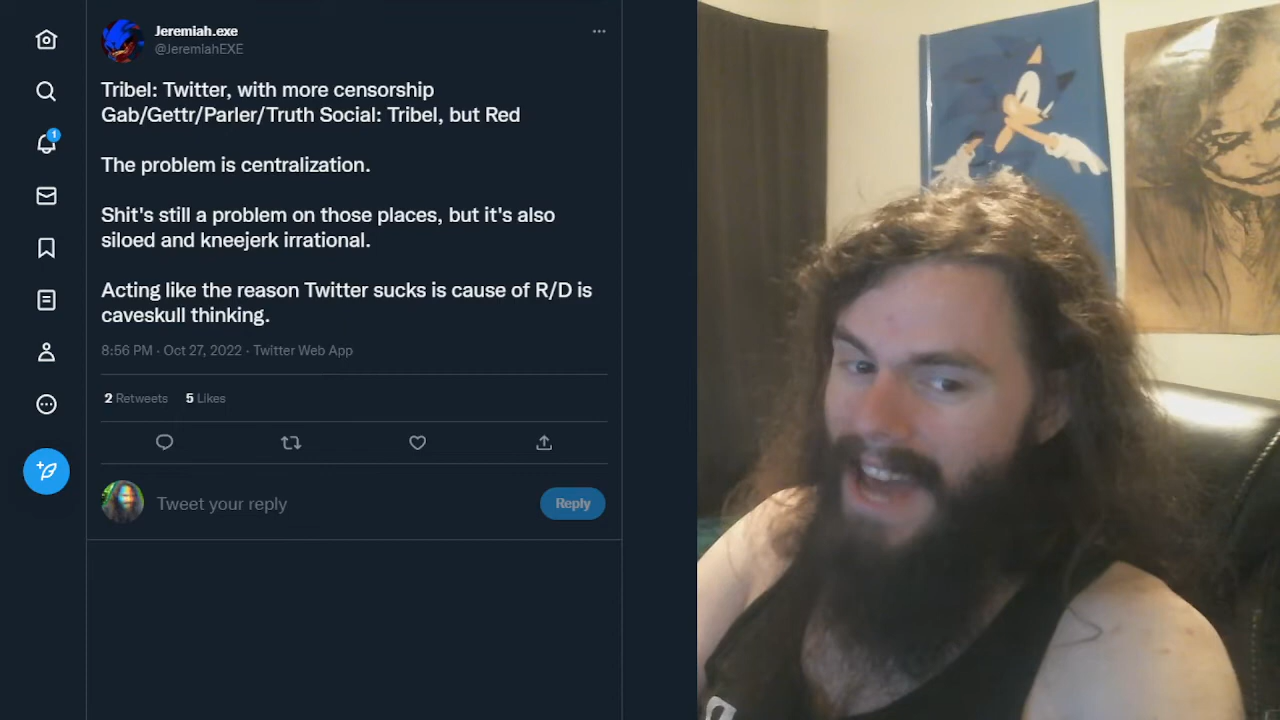 Jeremiah.exe
@JeremIahEXE
Tribel: Twitter, with more censorship
Gab/Gettr/Parler/Truth Social: Tribel, but Red
The problem is centralization.
Shit's still a problem on those places, but it's also
siloed and kneejerk irrational.
Acting like the reason Twitter sucks is cause of R/D is
caveskull thinking.
8:56 PM · Oct 27, 2022 · Twitter Web App
2 Retweets 5 Likes
Tweet your reply
Reply
1